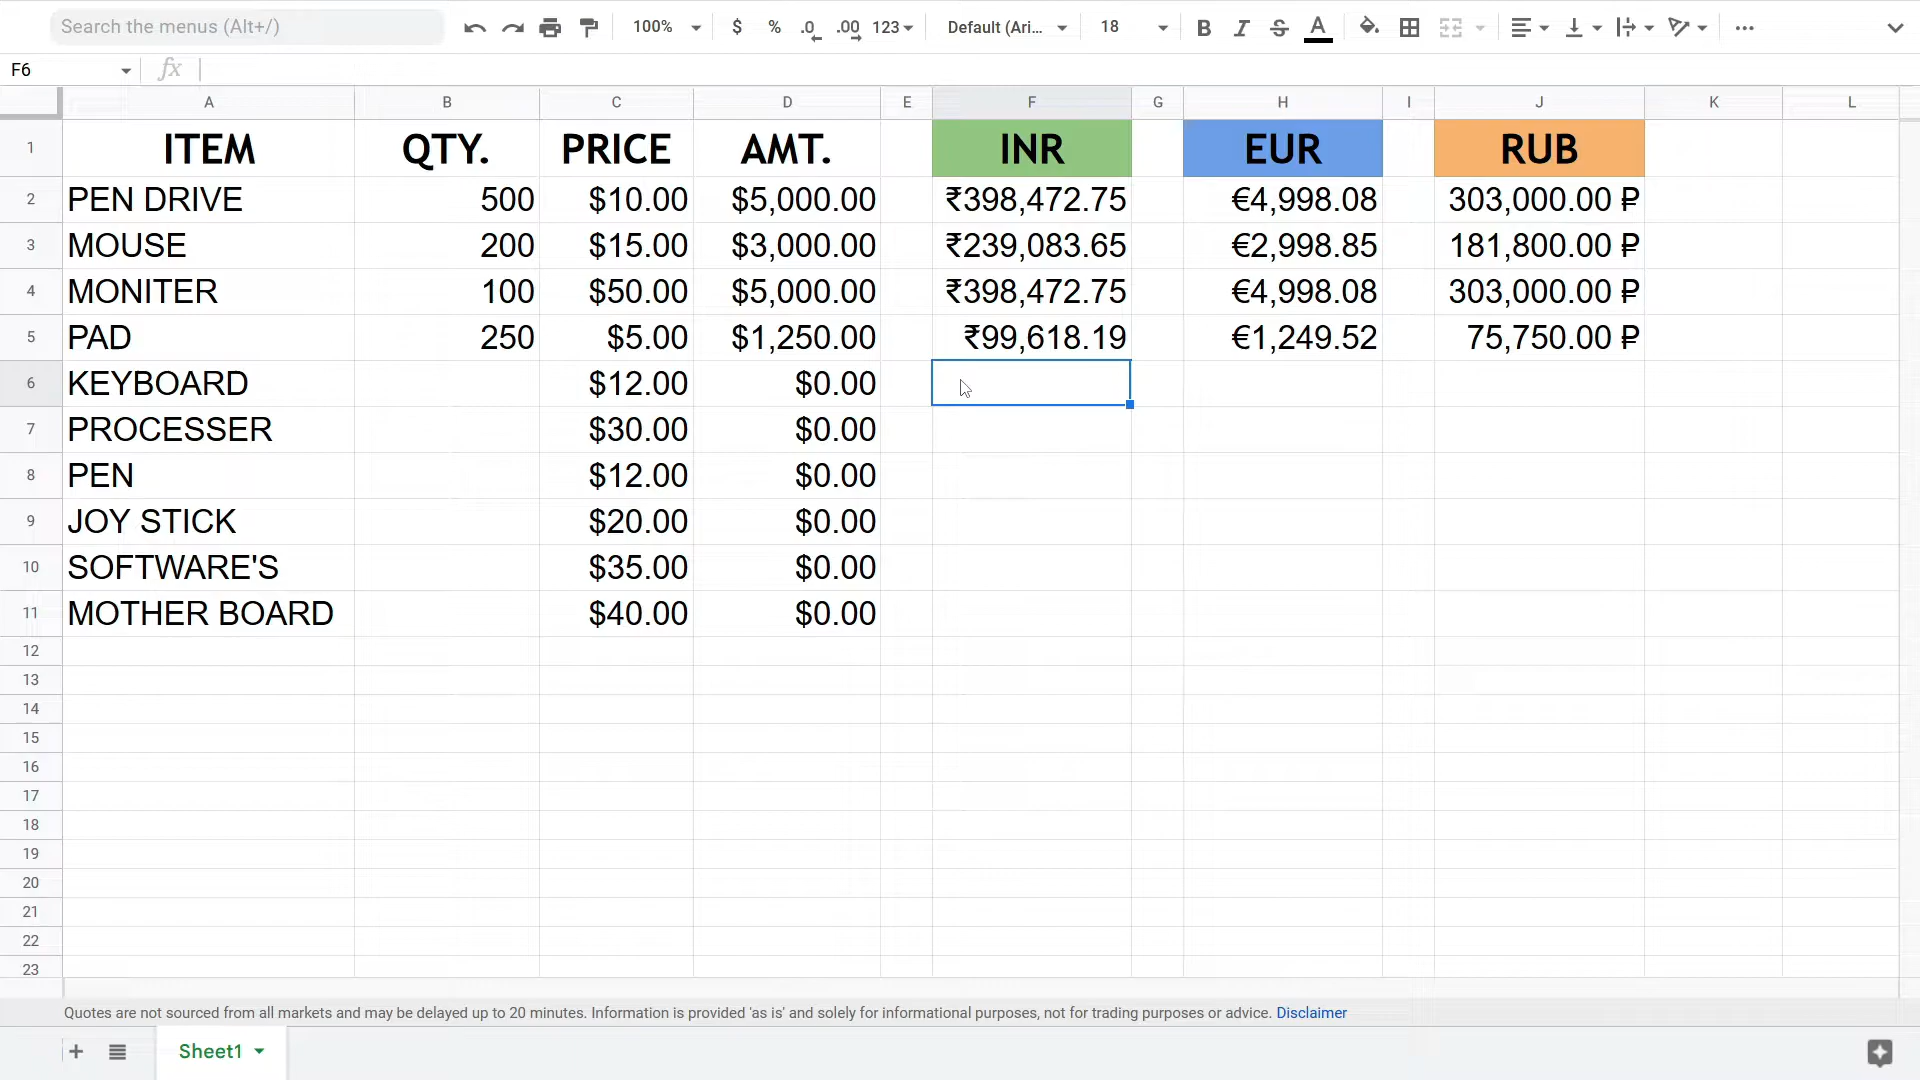 Search the menus (Alt+/) 100% $ % .0 .00 123 Default (Ari... 18 B I S A
F6 fx
A B C D E F G H I J K L
1 ITEM QTY. PRICE AMT. INR EUR RUB
2 PEN DRIVE 500 $10.00 $5,000.00 ₹398,472.75 €4,998.08 303,000.00 ₽
3 MOUSE 200 $15.00 $3,000.00 ₹239,083.65 €2,998.85 181,800.00 ₽
4 MONITER 100 $50.00 $5,000.00 ₹398,472.75 €4,998.08 303,000.00 ₽
5 PAD 250 $5.00 $1,250.00 ₹99,618.19 €1,249.52 75,750.00 ₽
6 KEYBOARD $12.00 $0.00
7 PROCESSER $30.00 $0.00
8 PEN $12.00 $0.00
9 JOY STICK $20.00 $0.00
10 SOFTWARE'S $35.00 $0.00
11 MOTHER BOARD $40.00 $0.00
12
13
14
15
16
17
18
19
20
21
22
23
Quotes are not sourced from all markets and may be delayed up to 20 minutes. Information is provided 'as is' and solely for informational purposes, not for trading purposes or advice. Disclaimer
Sheet1